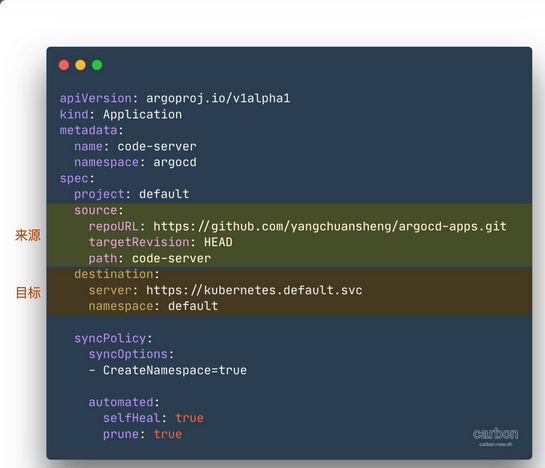 apiVersion: argoproj.io/v1alpha1
kind: Application
metadata:
  name: code-server
  namespace: argocd
spec:
  project: default
  source:
来源
    repoURL: https://github.com/yangchuansheng/argocd-apps.git
    targetRevision: HEAD
    path: code-server
  destination:
目标
    server: https://kubernetes.default.svc
    namespace: default
  syncPolicy:
    syncOptions:
    - CreateNamespace=true
    automated:
      selfHeal: true
      prune: true
carbon
carbon.now.sh